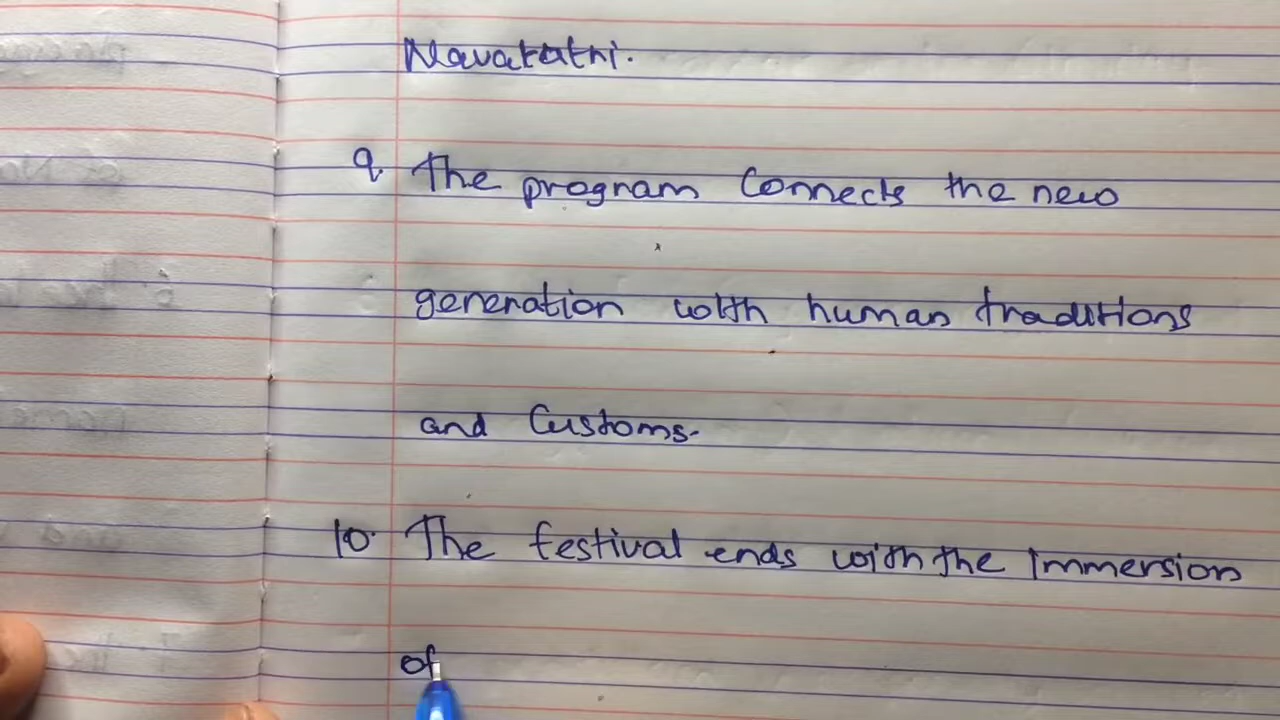 Navaratri.
9 The program Connects the new
generation with human traditions
and Customs.
10. The festival ends with the immersion
of